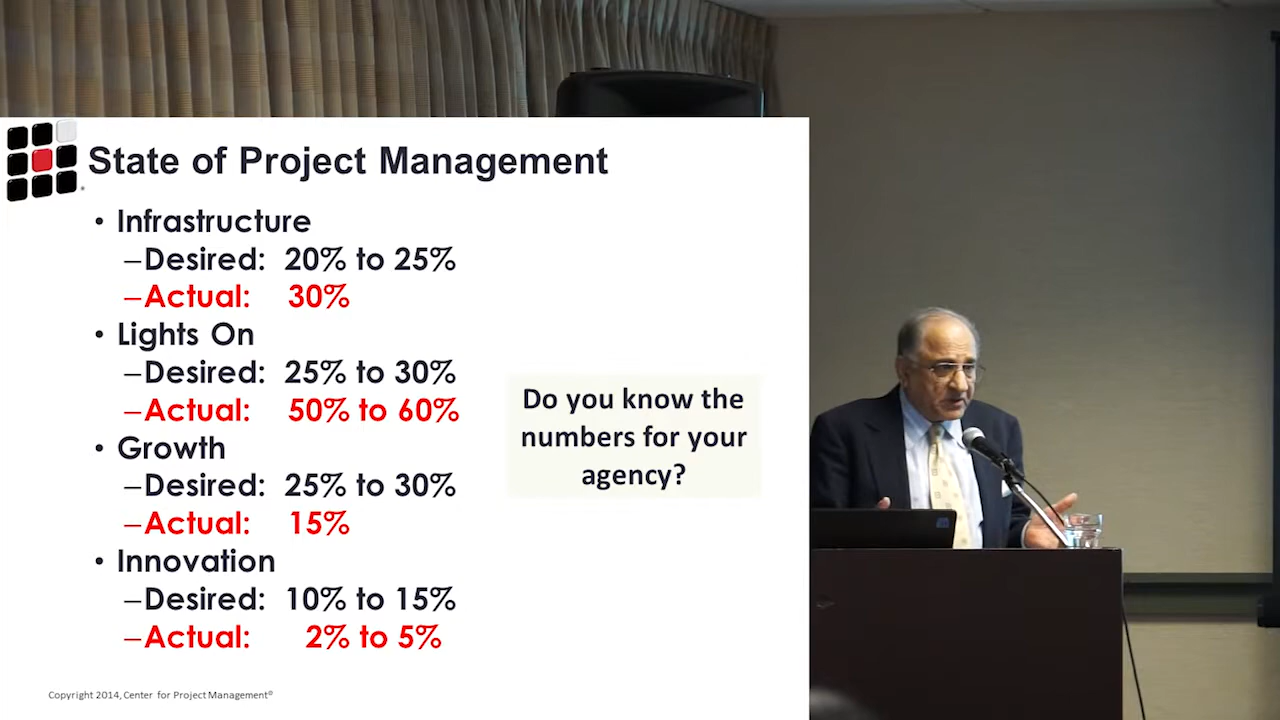 State of Project Management
• Infrastructure
–Desired: 20% to 25%
–Actual: 30%
• Lights On
–Desired: 25% to 30%
–Actual: 50% to 60%
• Growth
–Desired: 25% to 30%
–Actual: 15%
• Innovation
–Desired: 10% to 15%
–Actual: 2% to 5%
Do you know the
numbers for your
agency?
Copyright 2014, Center for Project Management®